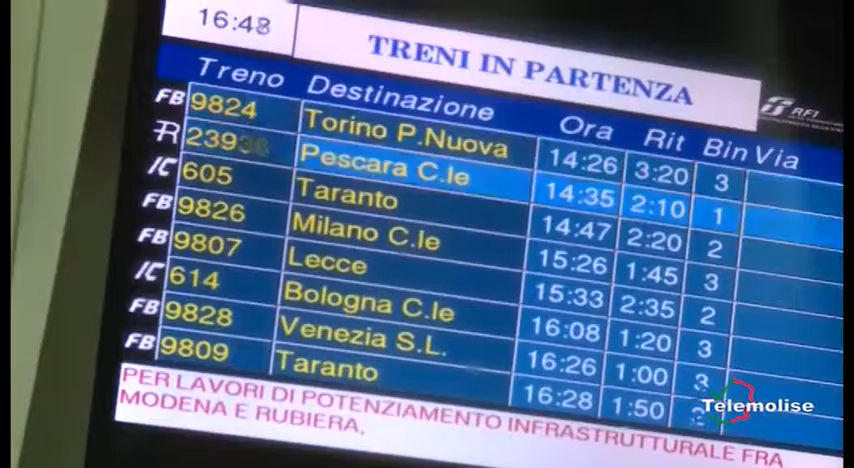 16:48
TRENI IN PARTENZA
RFI
Treno Destinazione Ora Rit Bin Via
FB 9824 Torino P.Nuova 14:26 3:20 3
R Pescara C.le 14:35 2:10 1
IC 605 Taranto 14:47 2:20 2
FB 9826 Milano C.le 15:26 1:45 3
FB 9807 Lecce 15:33 2:35 2
IC 614 Bologna C.le 16:08 1:20 3
FB 9828 Venezia S.L. 16:26 1:00 3
FB 9809 Taranto 16:28 1:50
PER LAVORI DI POTENZIAMENTO INFRASTRUTTURALE FRA
MODENA E RUBIERA,
Telemolise